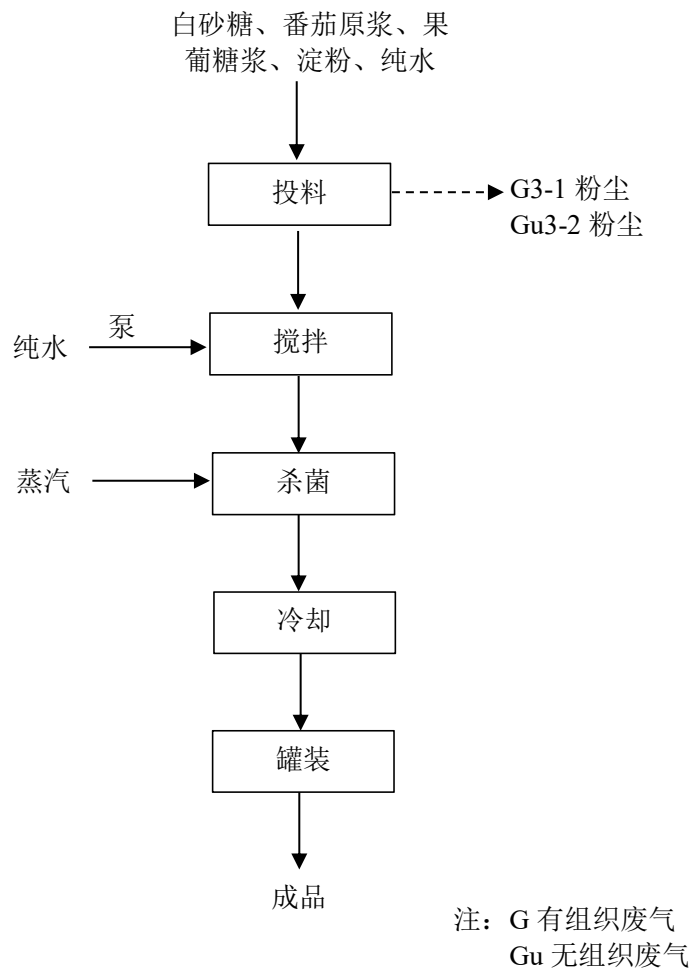 白砂糖、番茄原浆、果
葡糖浆、淀粉、纯水
投料
G3-1 粉尘
Gu3-2 粉尘
泵
纯水
搅拌
蒸汽
杀菌
冷却
罐装
成品
注：G 有组织废气
Gu 无组织废气